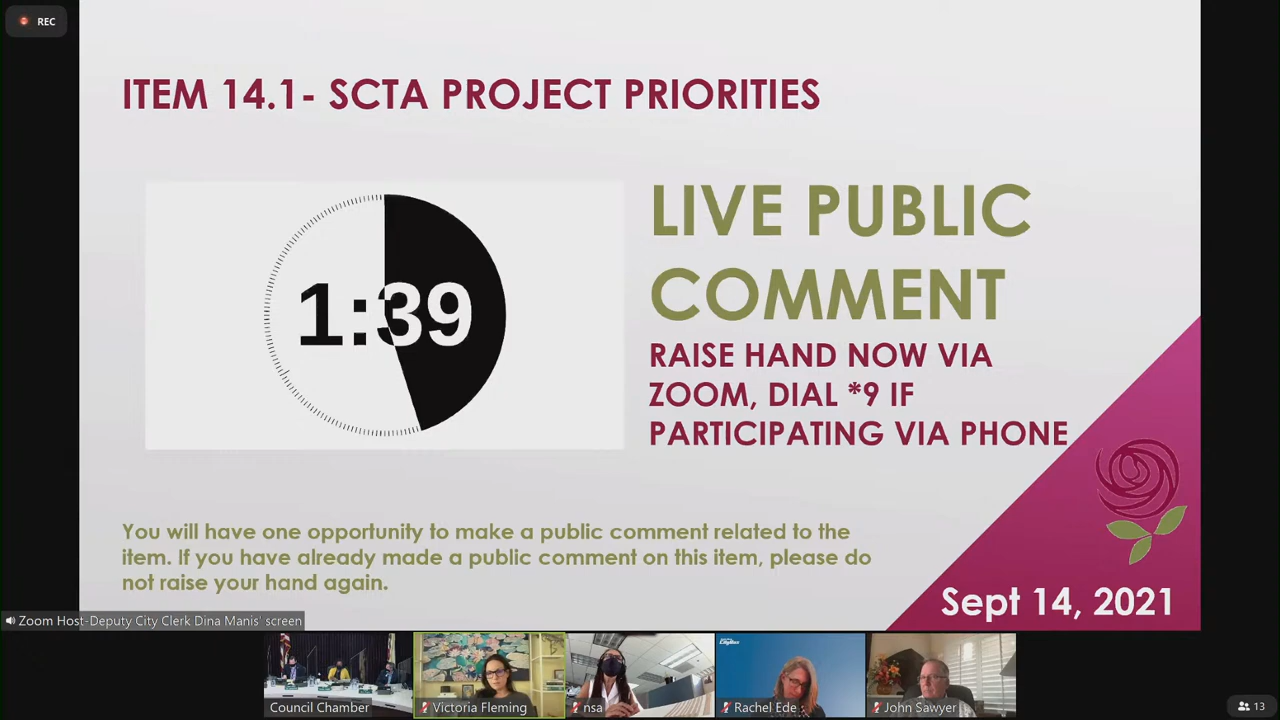 REC
ITEM 14.1- SCTA PROJECT PRIORITIES
1:39
LIVE PUBLIC
COMMENT
RAISE HAND NOW VIA
ZOOM, DIAL *9 IF
PARTICIPATING VIA PHONE
You will have one opportunity to make a public comment related to the
item. If you have already made a public comment on this item, please do
not raise your hand again.
Sept 14, 2021
Zoom Host-Deputy City Clerk Dina Manis' screen
Council Chamber
Victoria Fleming
nsa
Rachel Ede
John Sawyer
13